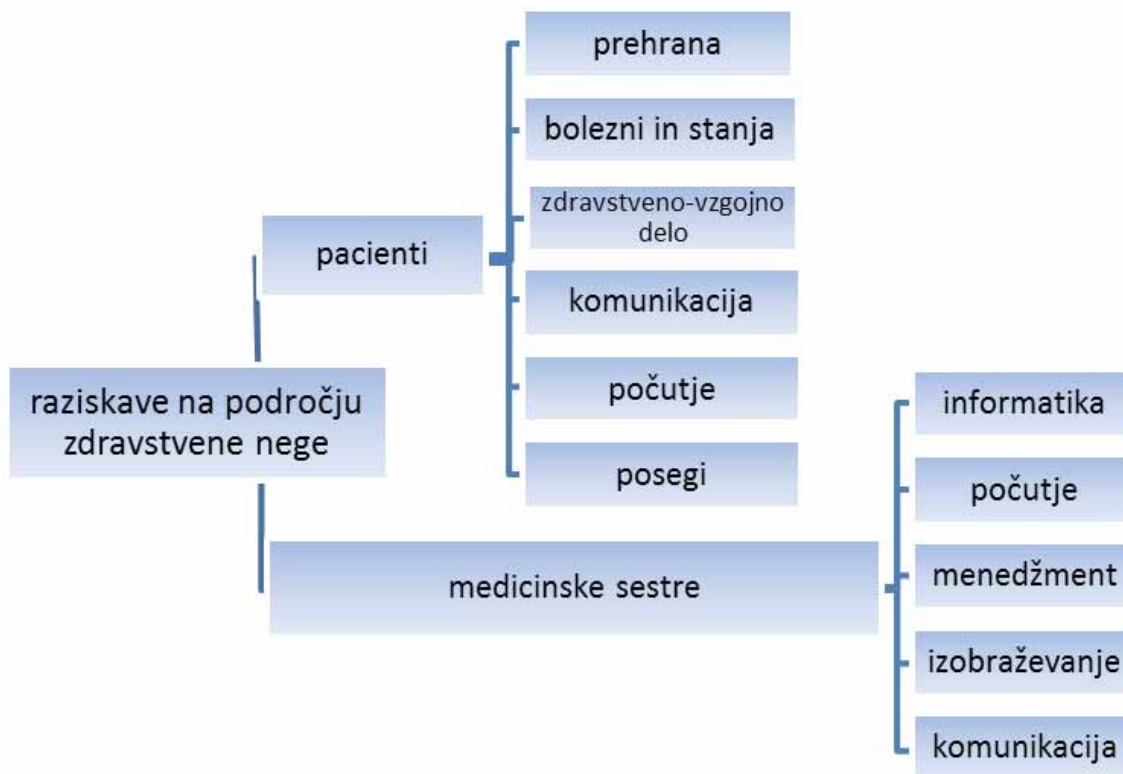 raziskave na področju
zdravstvene nege
pacienti
prehrana
bolezni in stanja
zdravstveno-vzgojno
delo
komunikacija
počutje
posegi
medicinske sestre
informatika
počutje
menedžment
izobraževanje
komunikacija